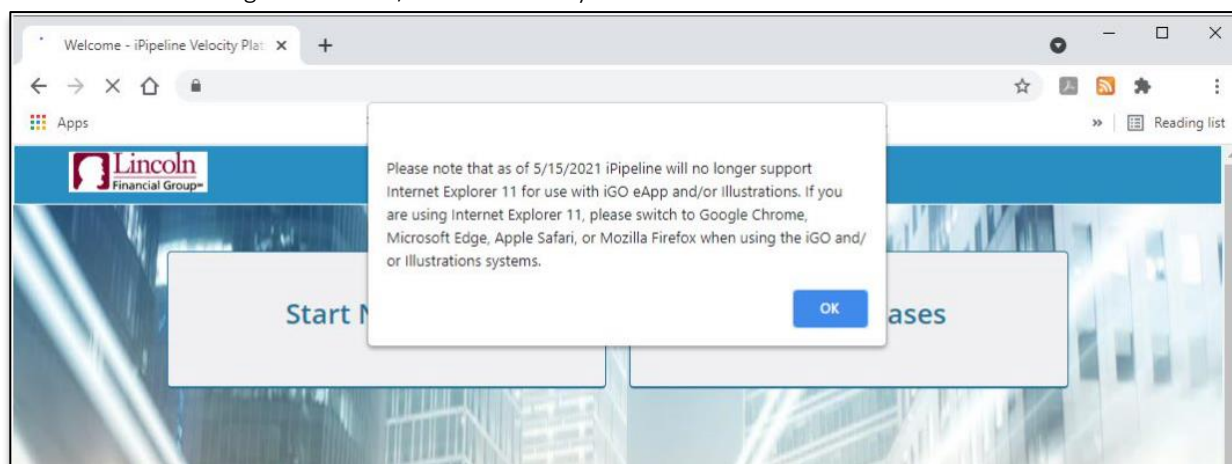 Welcome - iPipeline Velocity Plat
Apps
Reading list
Lincoln
Financial Group
Please note that as of 5/15/2021 iPipeline will no longer support
Internet Explorer 11 for use with iGO eApp and/or Illustrations. If you
are using Internet Explorer 11, please switch to Google Chrome,
Microsoft Edge, Apple Safari, or Mozilla Firefox when using the iGO and/
or Illustrations systems.
OK
Start
ases